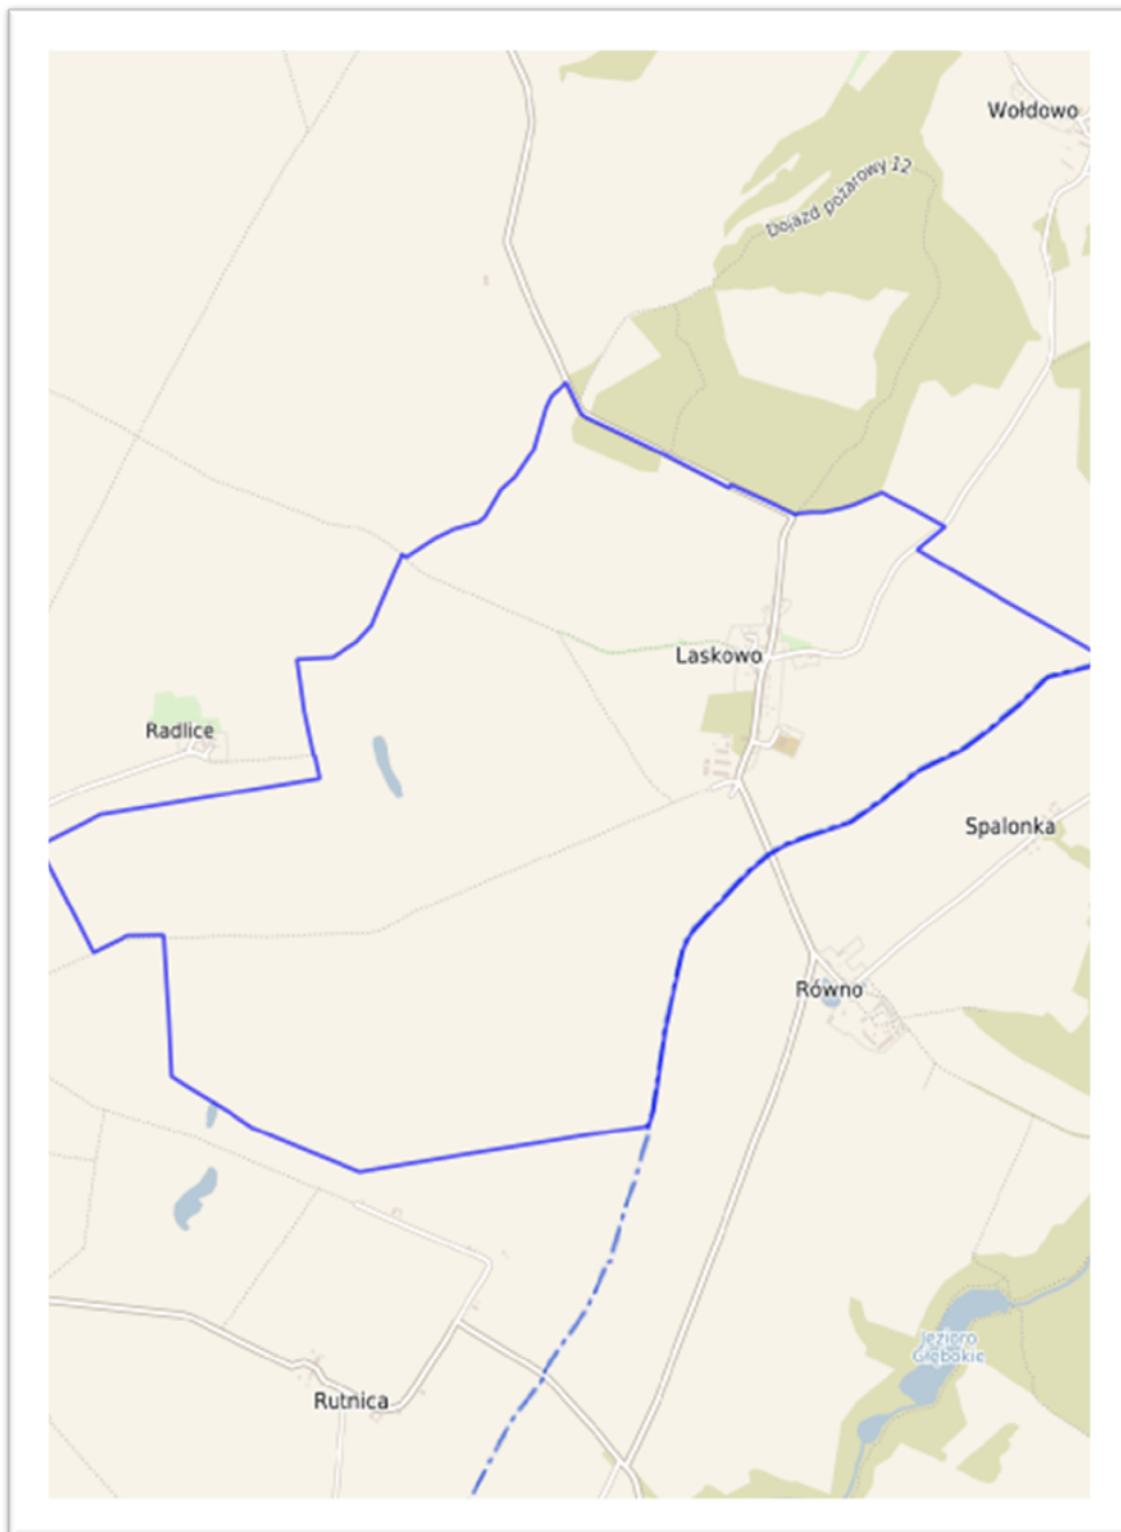 Wołdowo
Dojazd pożarowy 12
Laskowo
Radlice
Spalonka
Równo
Jezioro
Głębokie
Rutnica